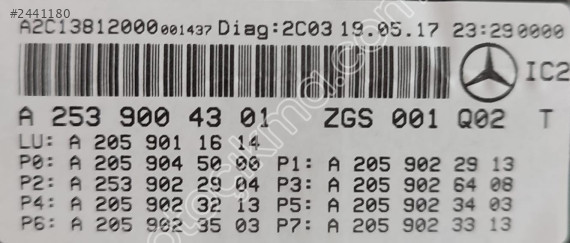 #2441180
A2C13812000001437 Diag:2C03 19.05.17 23:290000
IC2
A 253 900 43 01 ZGS 001 Q02 T
LU: A 205 901 16 14
P0: A 205 904 50 00 P1: A 205 902 29 13
P2: A 253 902 29 04 P3: A 205 902 64 08
P4: A 205 902 32 13 P5: A 205 902 34 03
P6: A 205 902 35 03 P7: A 205 902 33 13